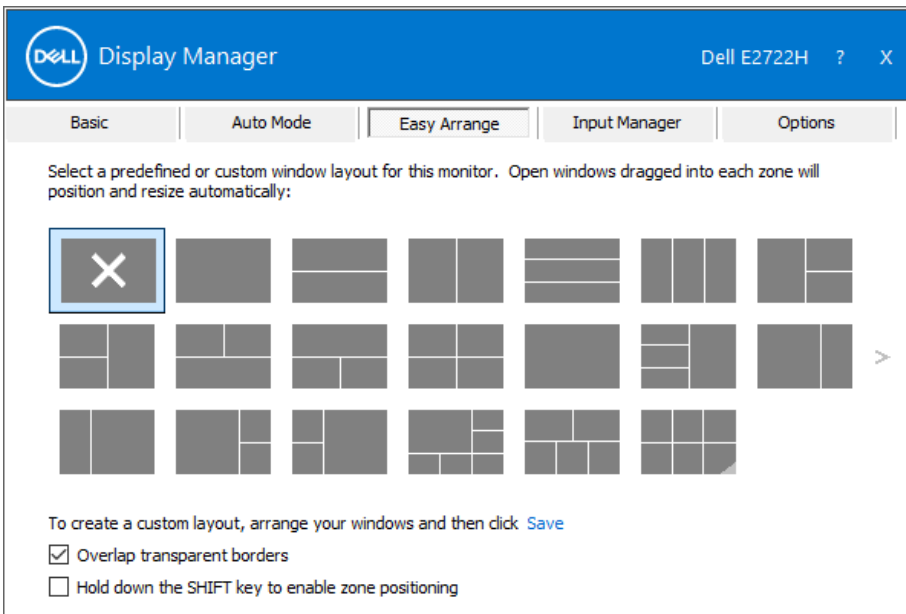 DELL Display Manager Dell E2722H ? X
Basic Auto Mode Easy Arrange Input Manager Options
Select a predefined or custom window layout for this monitor. Open windows dragged into each zone will
position and resize automatically:
>
To create a custom layout, arrange your windows and then click Save
Overlap transparent borders
Hold down the SHIFT key to enable zone positioning